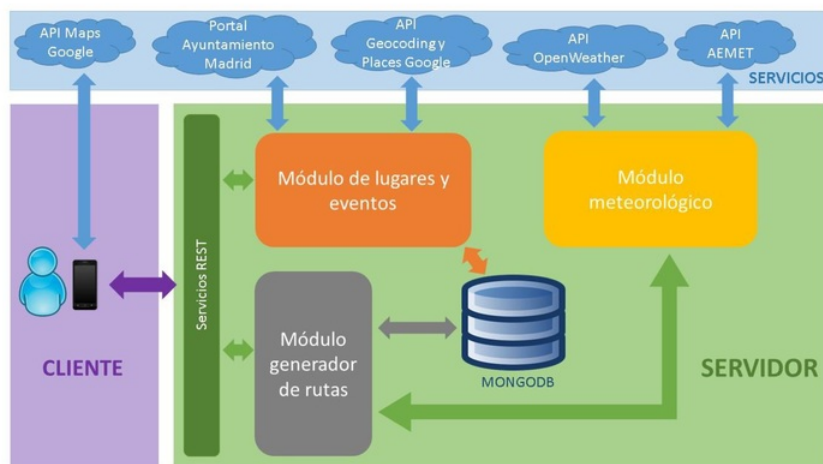 API Maps
Google
Portal
Ayuntamiento
Madrid
API
Geocoding y
Places Google
API
OpenWeather
API
AEMET
SERVICIOS
Servicios REST
Módulo de lugares y
eventos
Módulo
meteorológico
Módulo
generador
de rutas
MONGODB
CLIENTE
SERVIDOR